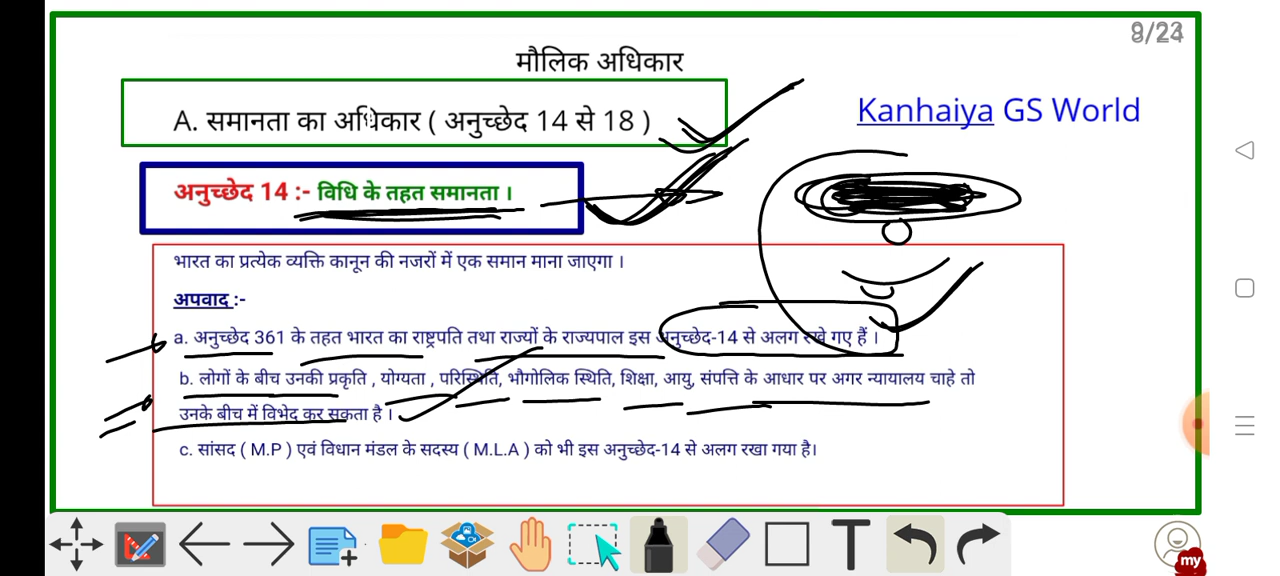 8/24
मौलिक अधिकार
A. समानता का अधिकार ( अनुच्छेद 14 से 18 )
Kanhaiya GS World
अनुच्छेद 14 :- विधि के तहत समानता ।
भारत का प्रत्येक व्यक्ति कानून की नजरों में एक समान माना जाएगा ।
अपवाद :-
a. अनुच्छेद 361 के तहत भारत का राष्ट्रपति तथा राज्यों के राज्यपाल इस अनुच्छेद-14 से अलग रखे गए हैं ।
b. लोगों के बीच उनकी प्रकृति , योग्यता , परिस्थिति, भौगोलिक स्थिति, शिक्षा, आयु, संपत्ति के आधार पर अगर न्यायालय चाहे तो
उनके बीच में विभेद कर सकता है ।
c. सांसद ( M.P ) एवं विधान मंडल के सदस्य ( M.L.A ) को भी इस अनुच्छेद-14 से अलग रखा गया है।
T
my